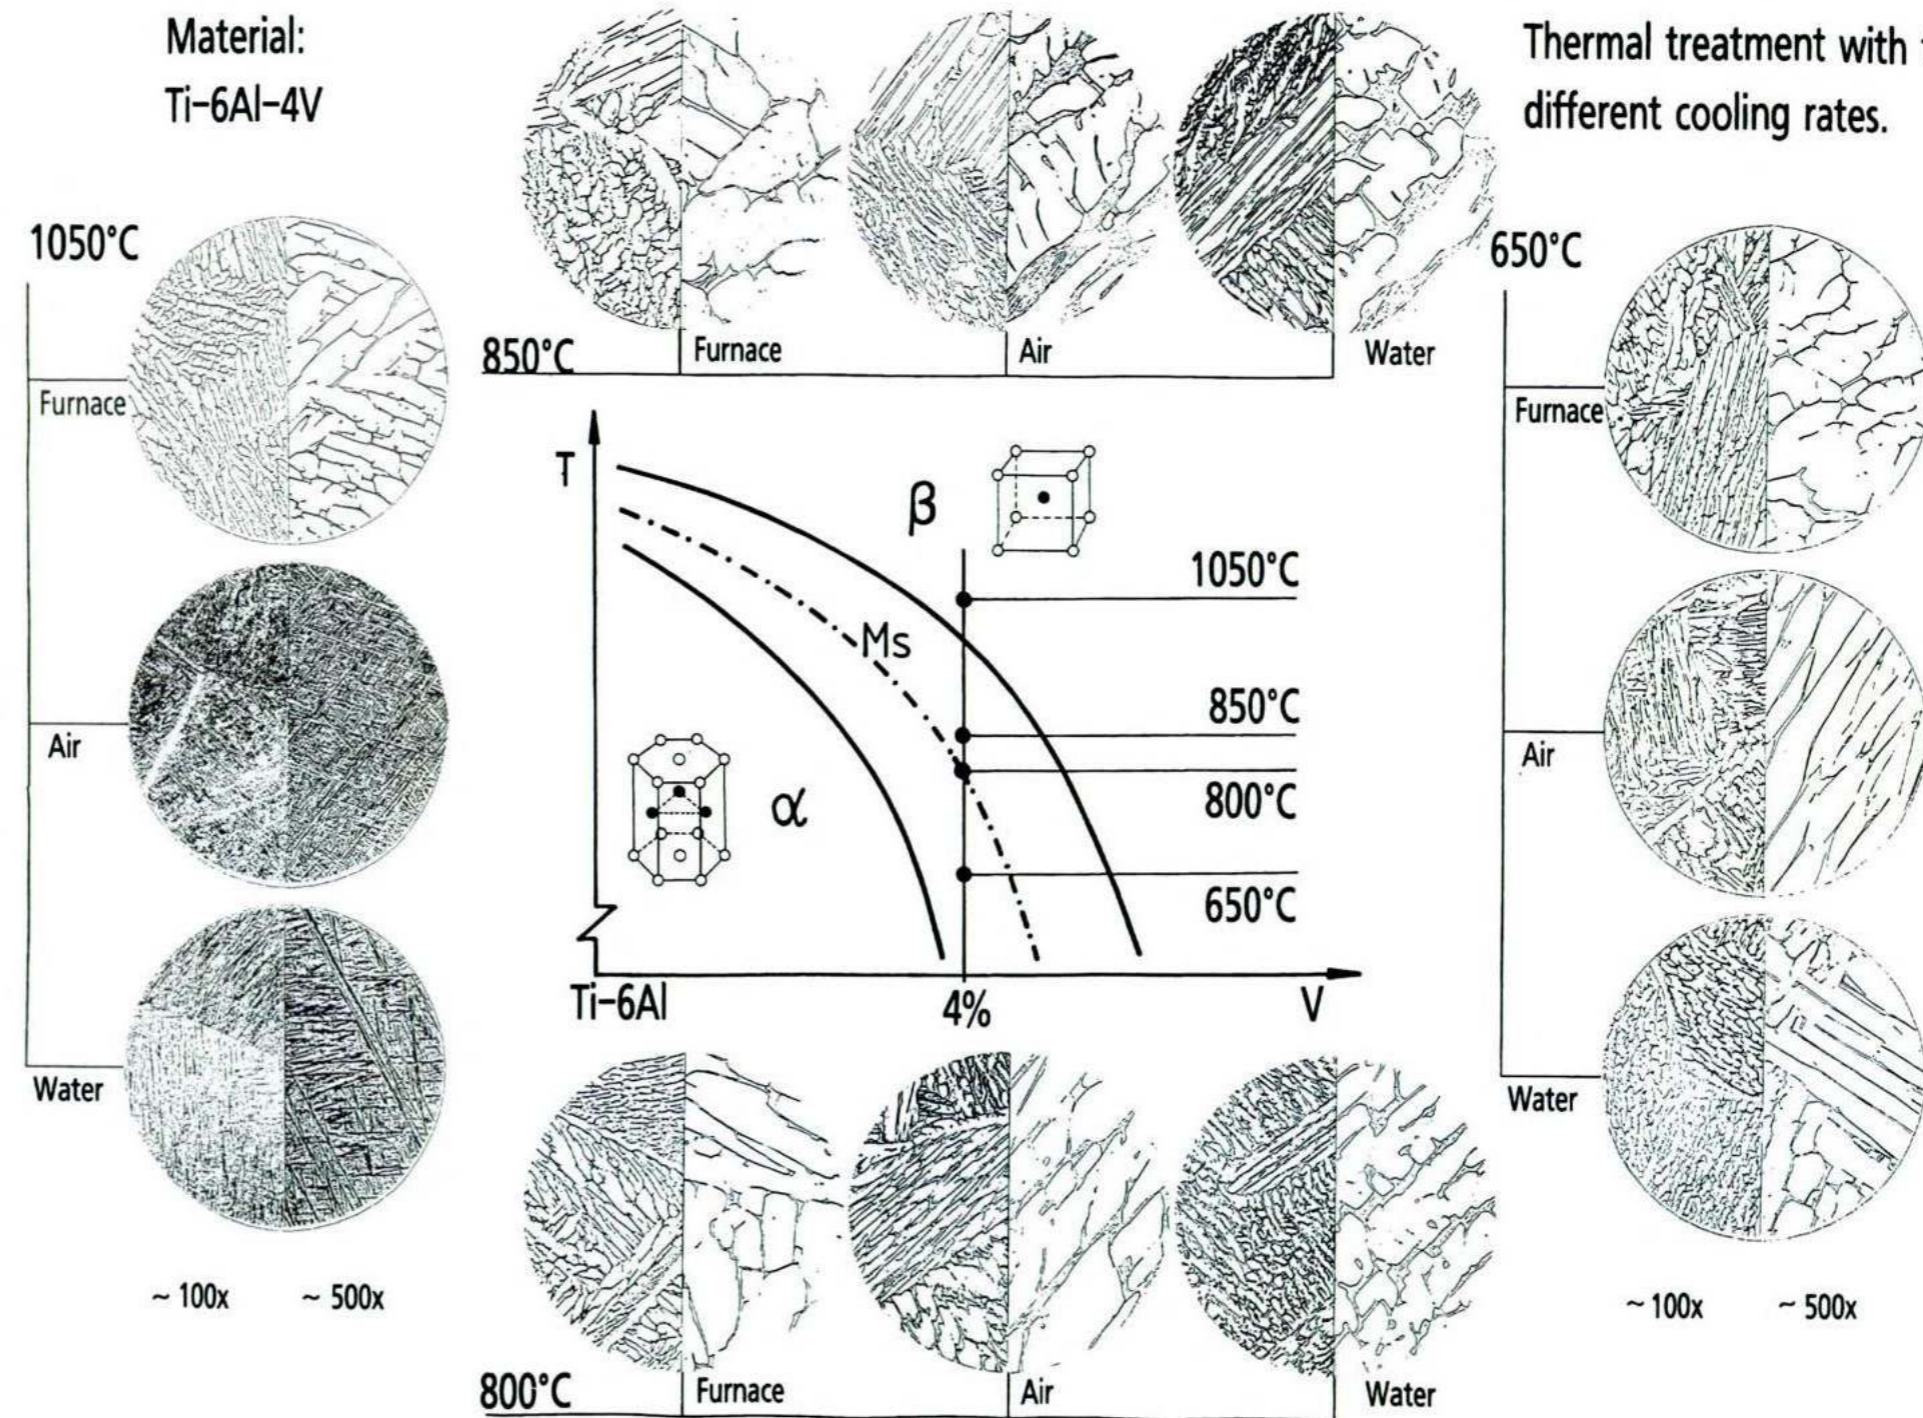 Material:
Ti-6Al-4V
Thermal treatment with
different cooling rates.
1050°C
Furnace
Air
Water
~ 100x ~ 500x
850°C
Furnace
Air
Water
T
β
1050°C
Ms
850°C
α
800°C
650°C
Ti-6Al
4%
V
800°C
Furnace
Air
Water
650°C
Furnace
Air
Water
~ 100x ~ 500x